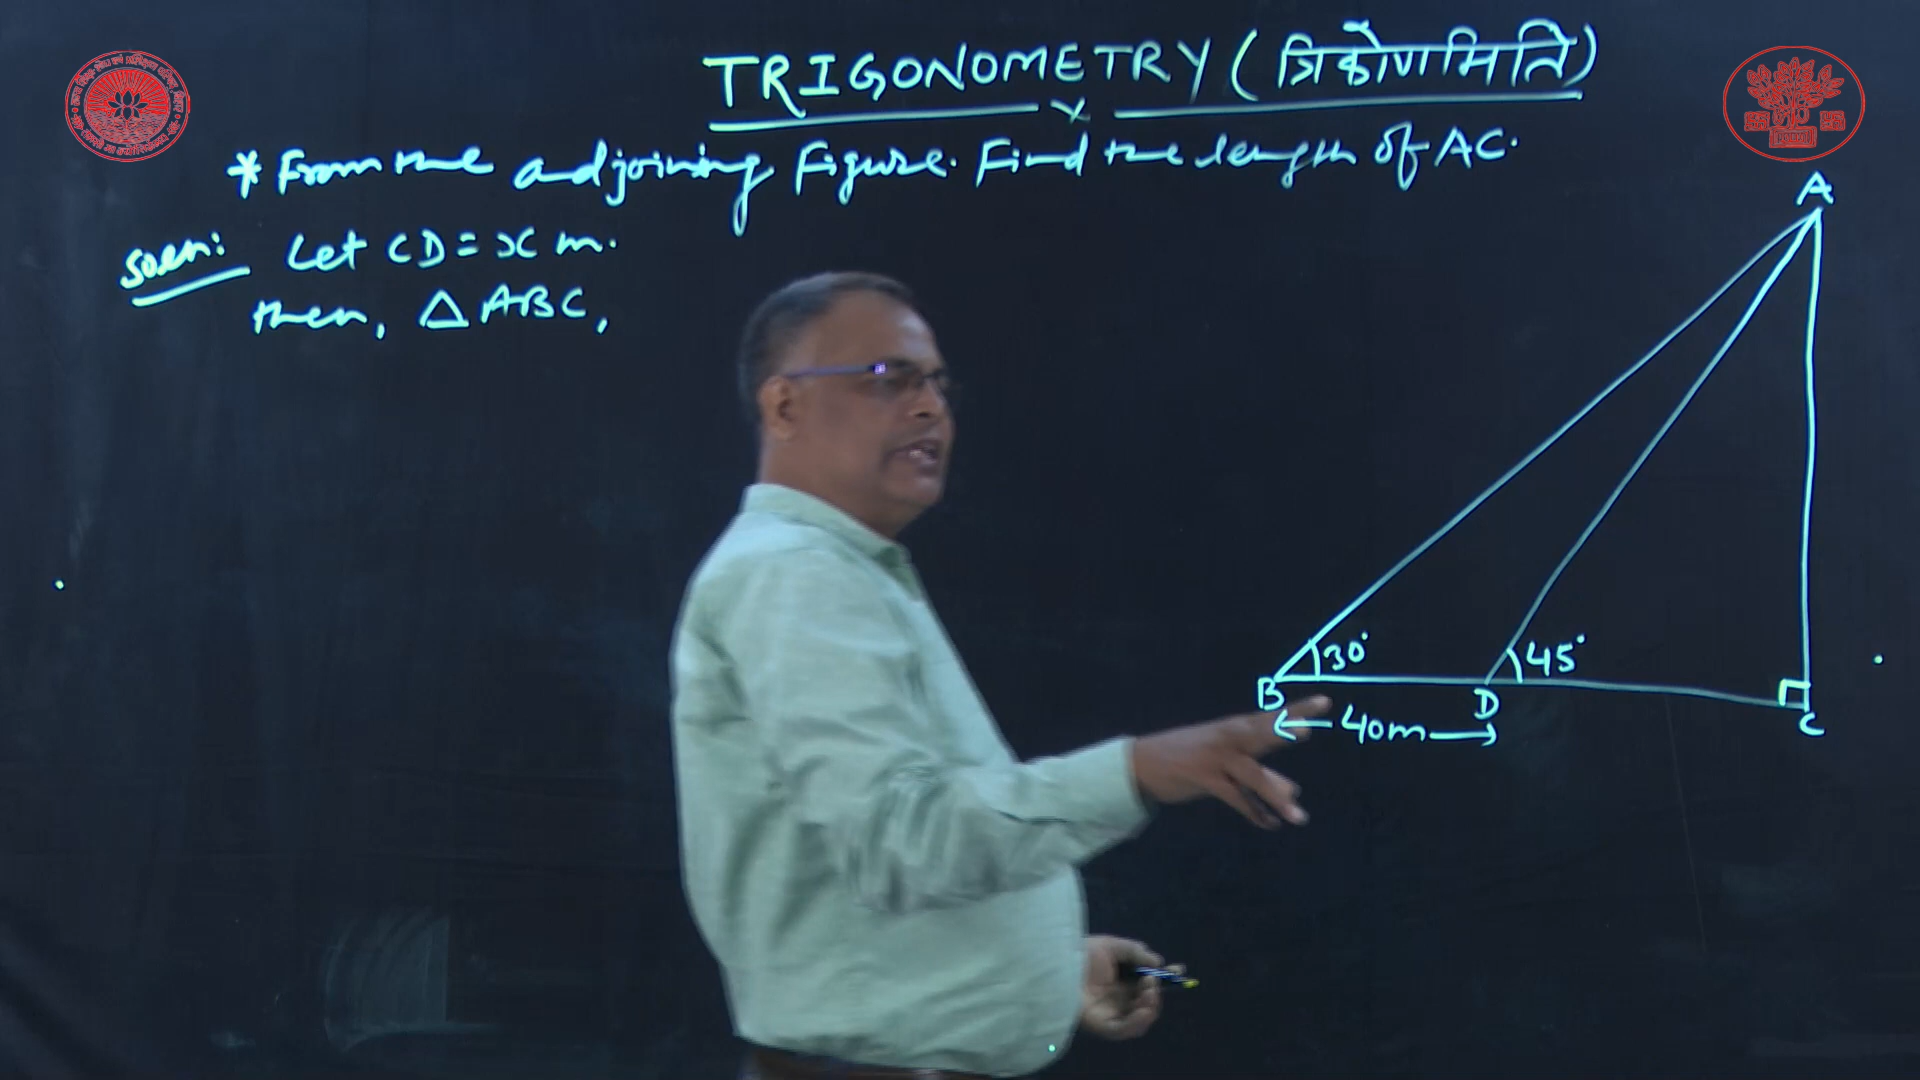 TRIGONOMETRY (त्रिकोणमिति)
x
* From the adjoining Figure. Find the length of AC.
Soln: Let CD = x m.
then, △ ABC,
A
30°
45°
B
D
C
40m